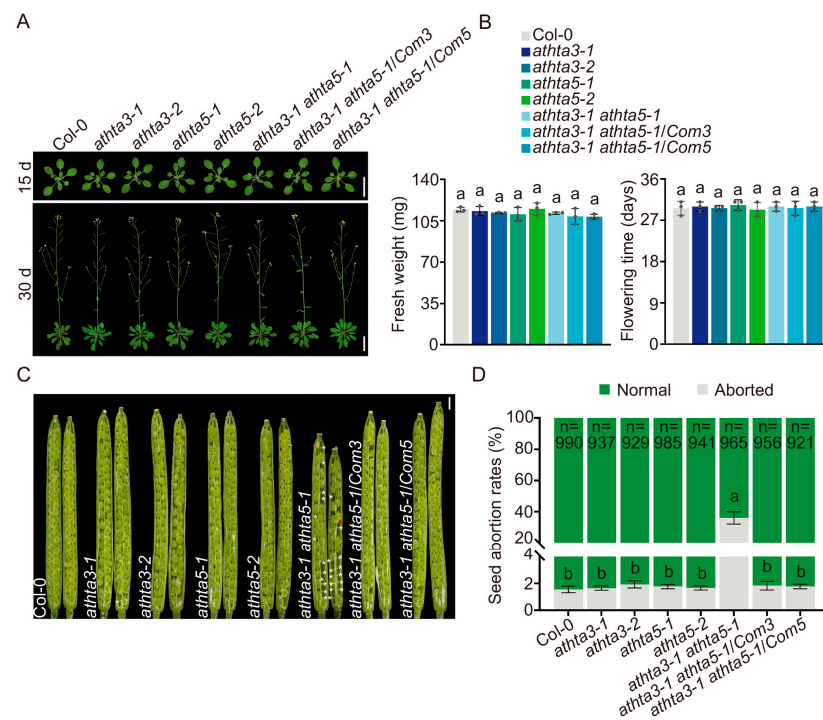 A
Col-0
athta3-1
athta3-2
athta5-1
athta5-2
athta3-1 athta5-1
athta3-1 athta5-1/Com3
athta3-1 athta5-1/Com5
15 d
30 d
B
Col-0
athta3-1
athta3-2
athta5-1
athta5-2
athta3-1 athta5-1
athta3-1 athta5-1/Com3
athta3-1 athta5-1/Com5
Fresh weight (mg)
140
105
70
35
0
a a a a a a a a
Flowering time (days)
36
27
18
9
0
a a a a a a a a
C
Col-0
athta3-1
athta3-2
athta5-1
athta5-2
athta3-1 athta5-1
athta3-1 athta5-1/Com3
athta3-1 athta5-1/Com5
D
Normal Aborted
Seed abortion rates (%)
100
80
60
40
20
4
2
0
n= n= n= n= n= n= n= n=
990 937 929 985 941 965 956 921
a
b b b b b b b
Col-0
athta3-1
athta3-2
athta5-1
athta5-2
athta3-1 athta5-1
athta3-1 athta5-1/Com3
athta3-1 athta5-1/Com5